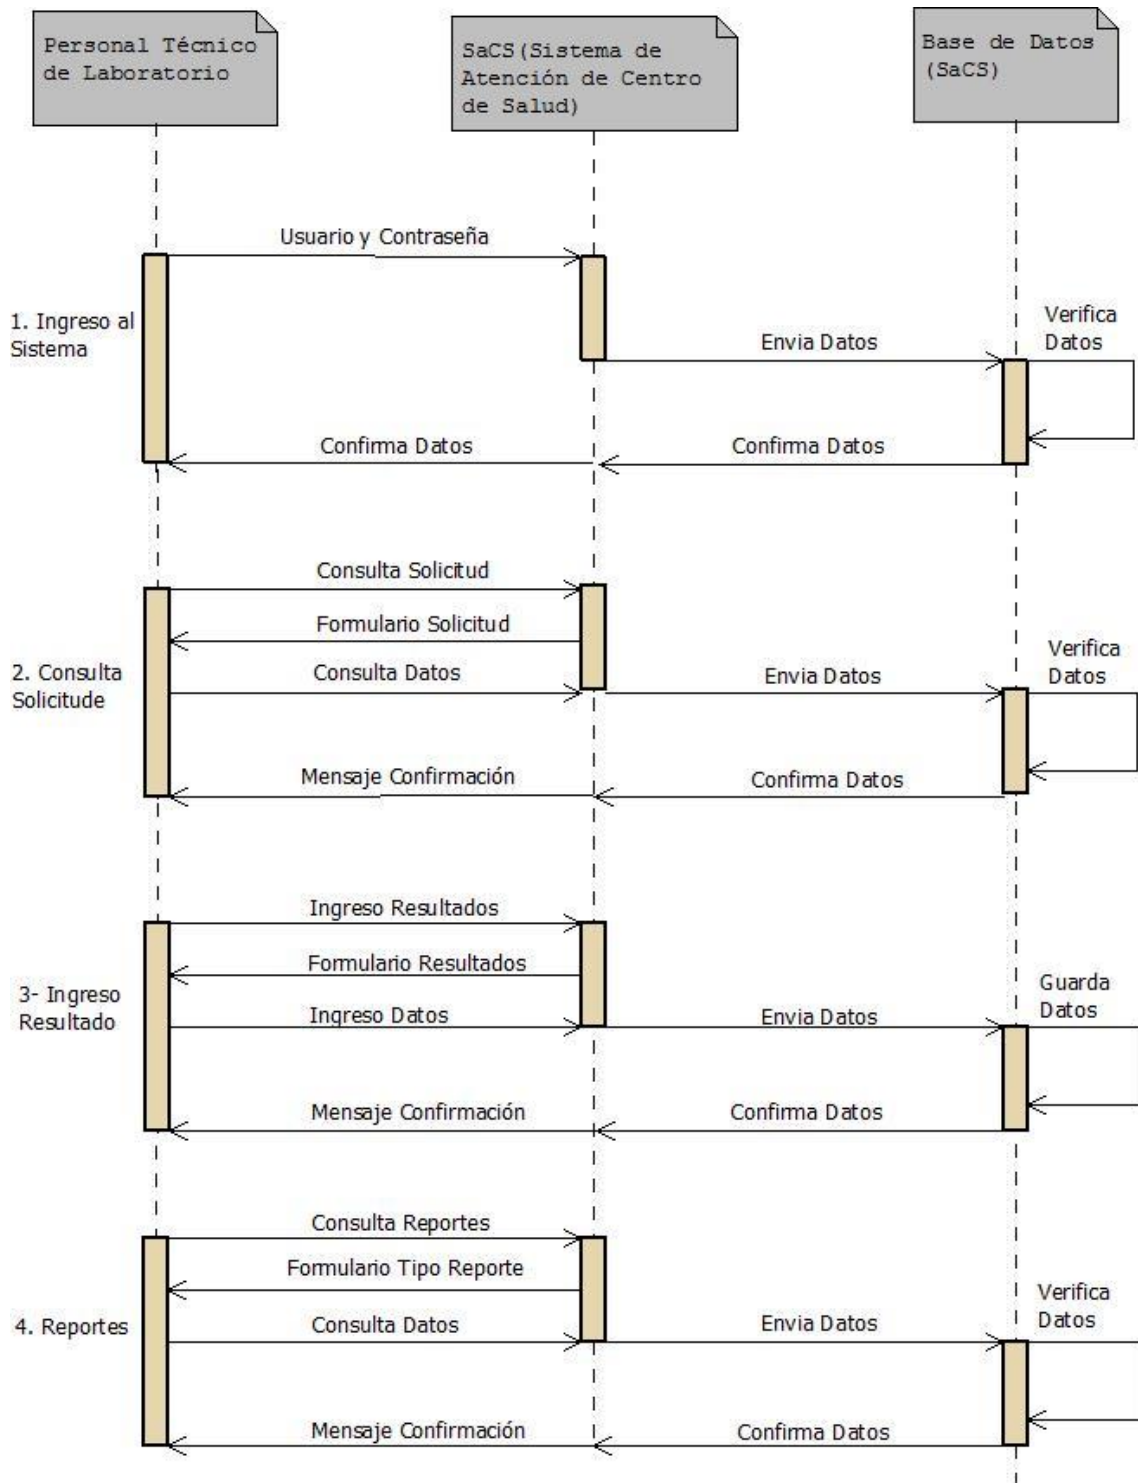 Personal Técnico
de Laboratorio
SaCS(Sistema de
Atención de Centro
de Salud)
Base de Datos
(SaCS)
Usuario y Contraseña
1. Ingreso al
Sistema
Envia Datos
Verifica
Datos
Confirma Datos
Confirma Datos
Consulta Solicitud
Formulario Solicitud
2. Consulta
Solicitude
Consulta Datos
Envia Datos
Verifica
Datos
Mensaje Confirmación
Confirma Datos
Ingreso Resultados
Formulario Resultados
3- Ingreso
Resultado
Ingreso Datos
Envia Datos
Guarda
Datos
Mensaje Confirmación
Confirma Datos
Consulta Reportes
Formulario Tipo Reporte
4. Reportes
Consulta Datos
Envia Datos
Verifica
Datos
Mensaje Confirmación
Confirma Datos